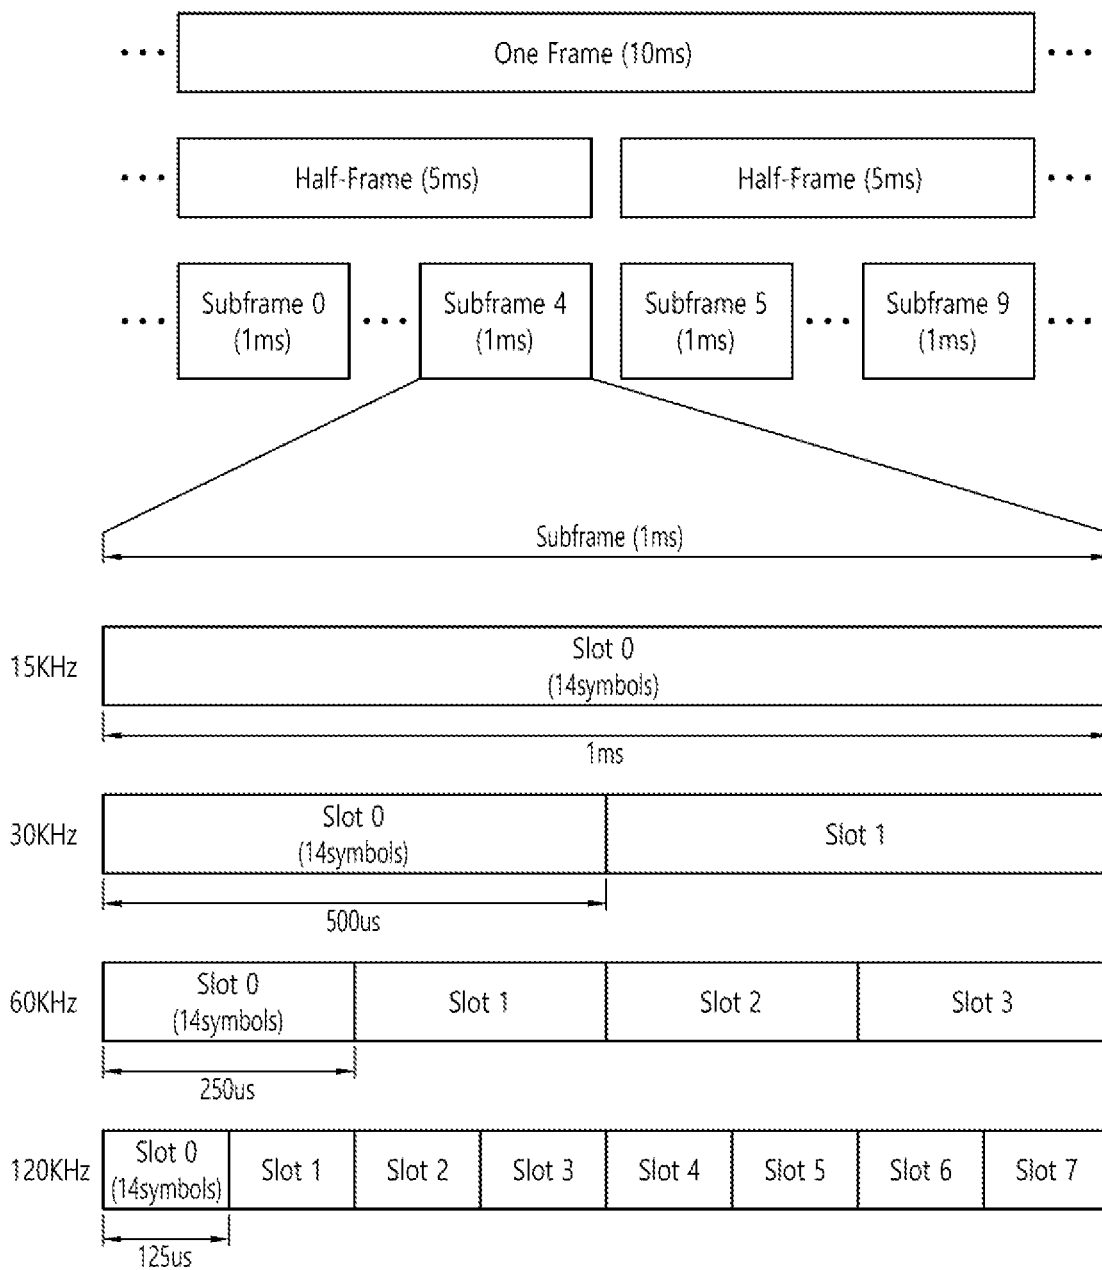 One Frame (10ms)
Half-Frame (5ms) Half-Frame (5ms)
Subframe 0 Subframe 4 Subframe 5 Subframe 9
(1ms) (1ms) (1ms) (1ms)
Subframe (1ms)
15KHz
Slot 0
(14symbols)
1ms
30KHz
Slot 0
(14symbols)
Slot 1
500us
60KHz
Slot 0
(14symbols)
Slot 1
Slot 2
Slot 3
250us
120KHz
Slot 0
(14symbols)
Slot 1
Slot 2
Slot 3
Slot 4
Slot 5
Slot 6
Slot 7
125us